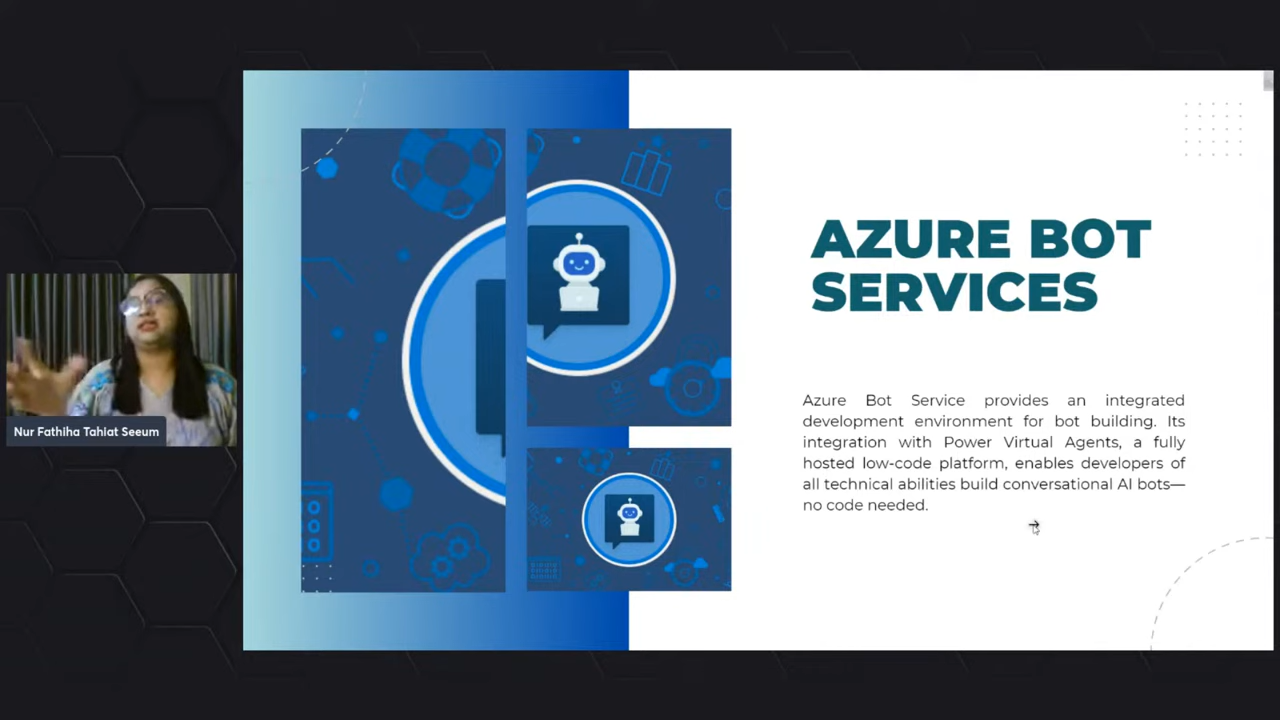 AZURE BOT
SERVICES
Azure Bot Service provides an integrated
development environment for bot building. Its
integration with Power Virtual Agents, a fully
hosted low-code platform, enables developers of
all technical abilities build conversational AI bots—
no code needed.
Nur Fathiha Tahiat Seeum